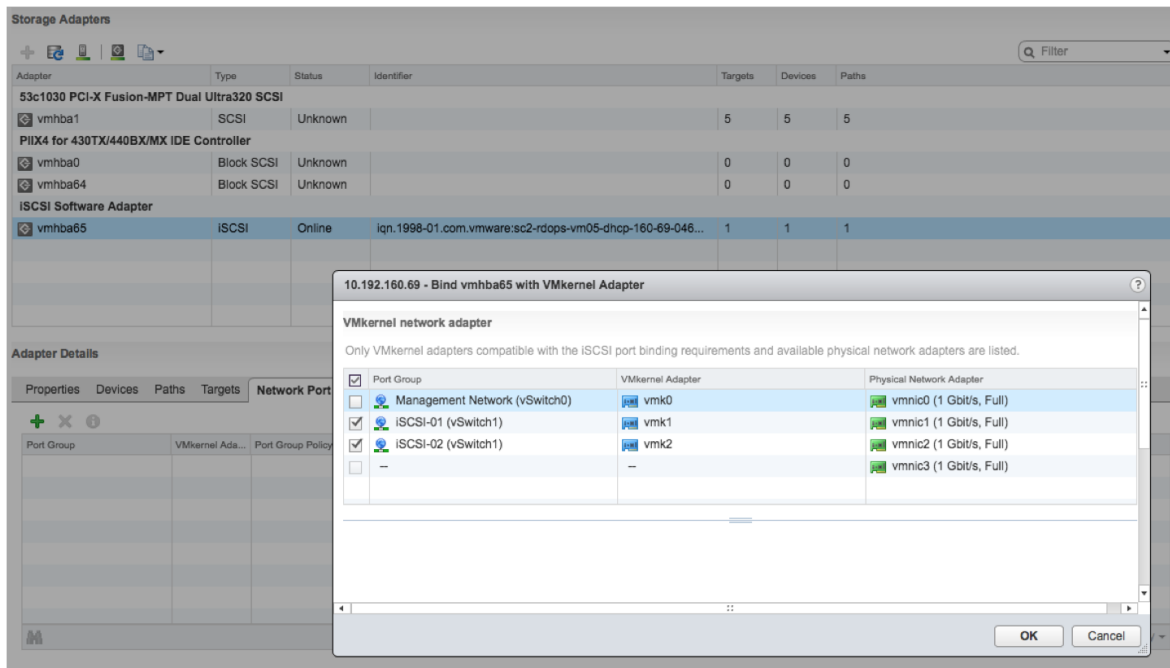 Storage Adapters
Filter
Adapter Type Status Identifier Targets Devices Paths
53c1030 PCI-X Fusion-MPT Dual Ultra320 SCSI
vmhba1 SCSI Unknown 5 5 5
PIIX4 for 430TX/440BX/MX IDE Controller
vmhba0 Block SCSI Unknown 0 0 0
vmhba64 Block SCSI Unknown 0 0 0
iSCSI Software Adapter
vmhba65 iSCSI Online iqn.1998-01.com.vmware:sc2-rdops-vm05-dhcp-160-69-046... 1 1 1
10.192.160.69 - Bind vmhba65 with VMkernel Adapter ?
VMkernel network adapter
Only VMkernel adapters compatible with the iSCSI port binding requirements and available physical network adapters are listed.
Port Group VMkernel Adapter Physical Network Adapter
Management Network (vSwitch0) vmk0 vmnic0 (1 Gbit/s, Full)
iSCSI-01 (vSwitch1) vmk1 vmnic1 (1 Gbit/s, Full)
iSCSI-02 (vSwitch1) vmk2 vmnic2 (1 Gbit/s, Full)
-- -- vmnic3 (1 Gbit/s, Full)
OK Cancel
Adapter Details
Properties Devices Paths Targets Network Port
Port Group VMkernel Ada... Port Group Policy